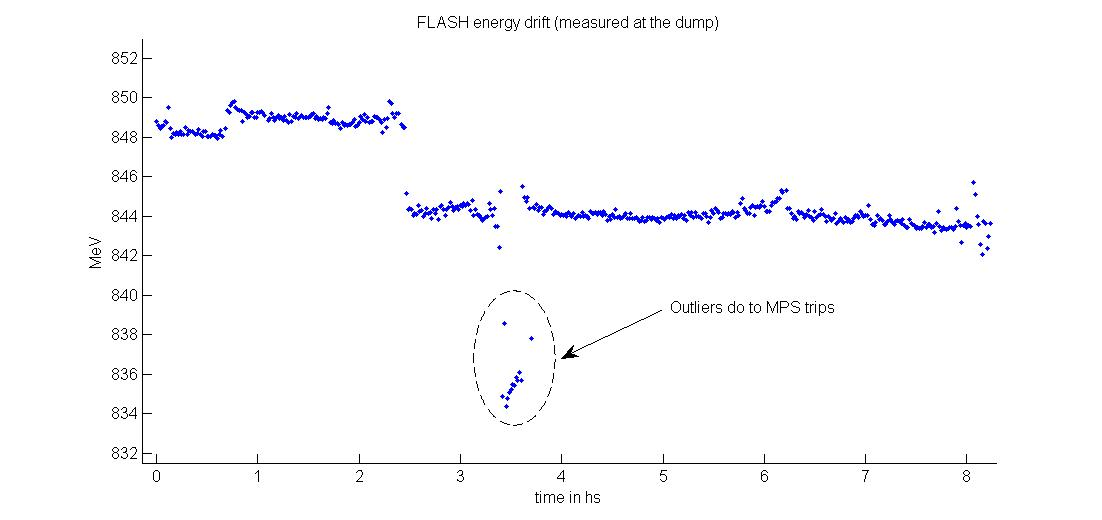 FLASH energy drift (measured at the dump)
852
850
848
846
844
842
840
838
836
834
832
MeV
Outliers do to MPS trips
0 1 2 3 4 5 6 7 8
time in hs